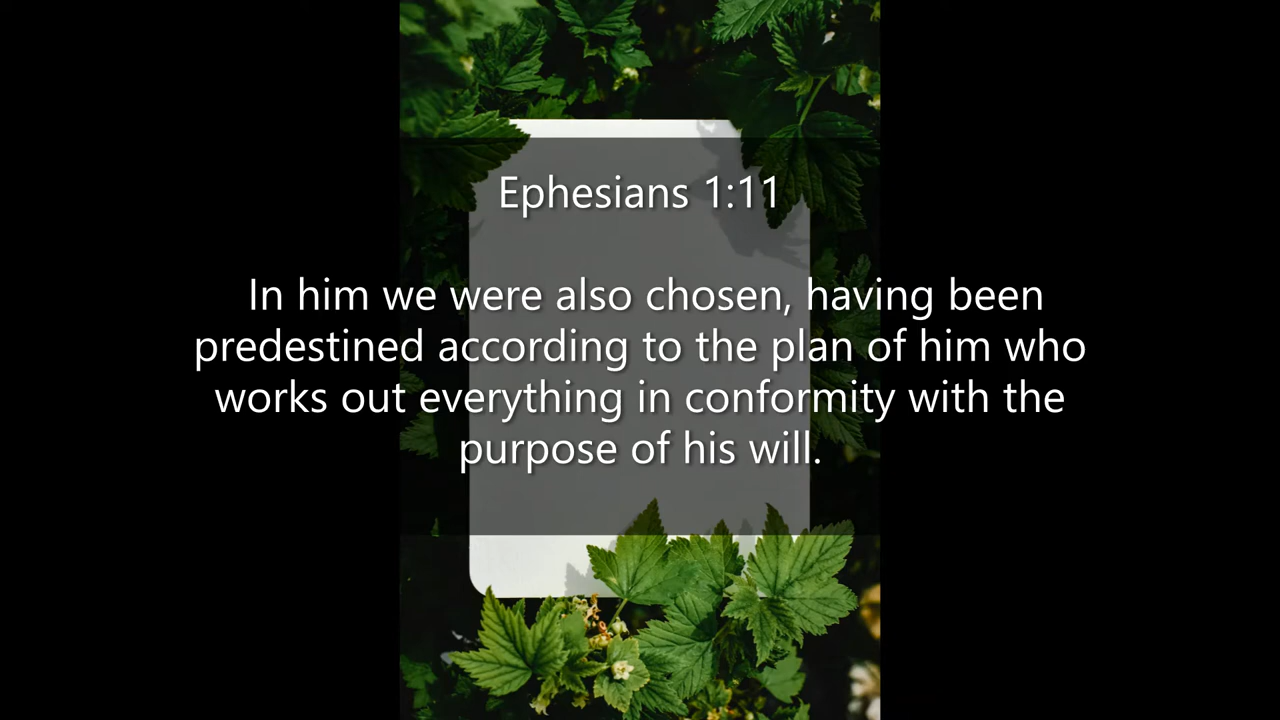 Ephesians 1:11
In him we were also chosen, having been
predestined according to the plan of him who
works out everything in conformity with the
purpose of his will.